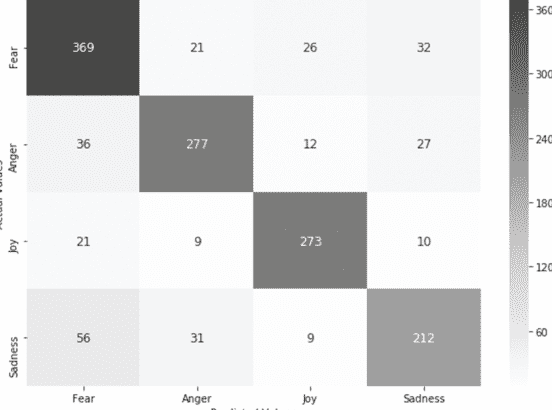 360
Fear 369 21 26 32
300
Anger 36 277 12 27
240
180
Joy 21 9 273 10
120
Sadness 56 31 9 212
60
Fear Anger Joy Sadness